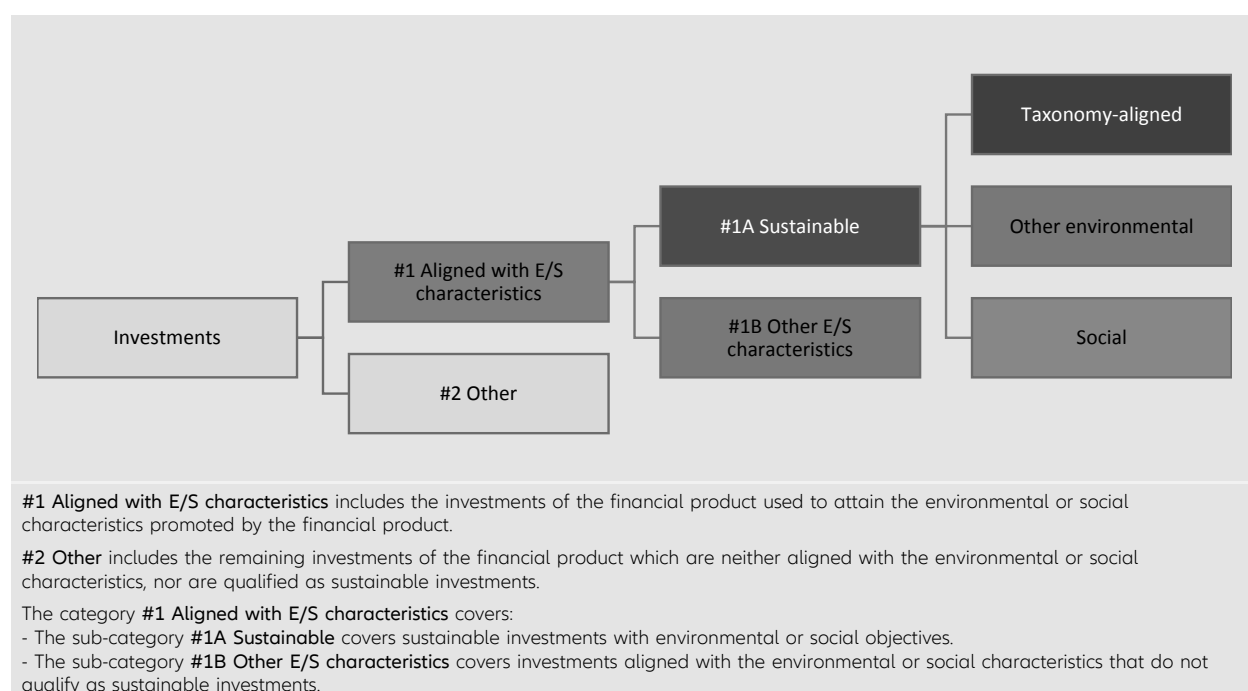 Taxonomy-aligned
#1A Sustainable
Other environmental
#1 Aligned with E/S
characteristics
Investments
#1B Other E/S
characteristics
Social
#2 Other
#1 Aligned with E/S characteristics includes the investments of the financial product used to attain the environmental or social
characteristics promoted by the financial product.
#2 Other includes the remaining investments of the financial product which are neither aligned with the environmental or social
characteristics, nor are qualified as sustainable investments.
The category #1 Aligned with E/S characteristics covers:
- The sub-category #1A Sustainable covers sustainable investments with environmental or social objectives.
- The sub-category #1B Other E/S characteristics covers investments aligned with the environmental or social characteristics that do not
qualify as sustainable investments.